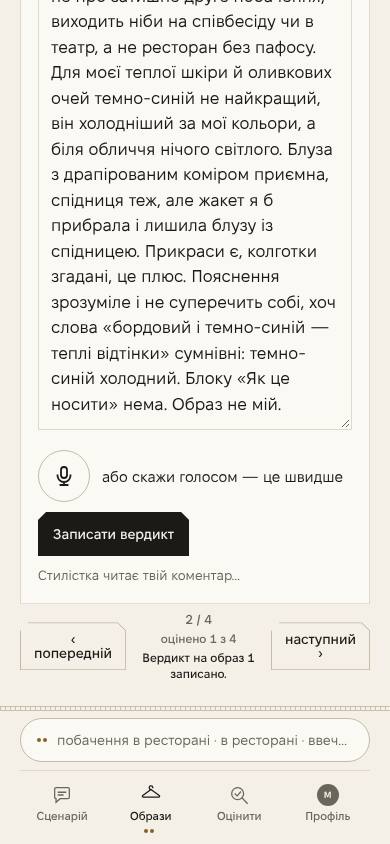 виходить ніби на співбесіду чи в
театр, а не ресторан без пафосу.
Для моєї теплої шкіри й оливкових
очей темно-синій не найкращий,
він холодніший за мої кольори, а
біля обличчя нічого світлого. Блуза
з драпірованим коміром приємна,
спідниця теж, але жакет я б
прибрала і лишила блузу із
спідницею. Прикраси є, колготки
згадані, це плюс. Пояснення
зрозуміле і не суперечить собі, хоч
слова «бордовий і темно-синій —
теплі відтінки» сумнівні: темно-
синій холодний. Блоку «Як це
носити» нема. Образ не мій.
або скажи голосом — це швидше
Записати вердикт
Стилістка читає твій коментар...
‹
попередній
2 / 4
оцінено 1 з 4
Вердикт на образ 1
записано.
наступний
›
побачення в ресторані · в ресторані · ввеч...
Сценарій
Образи
Оцінити
М
Профіль